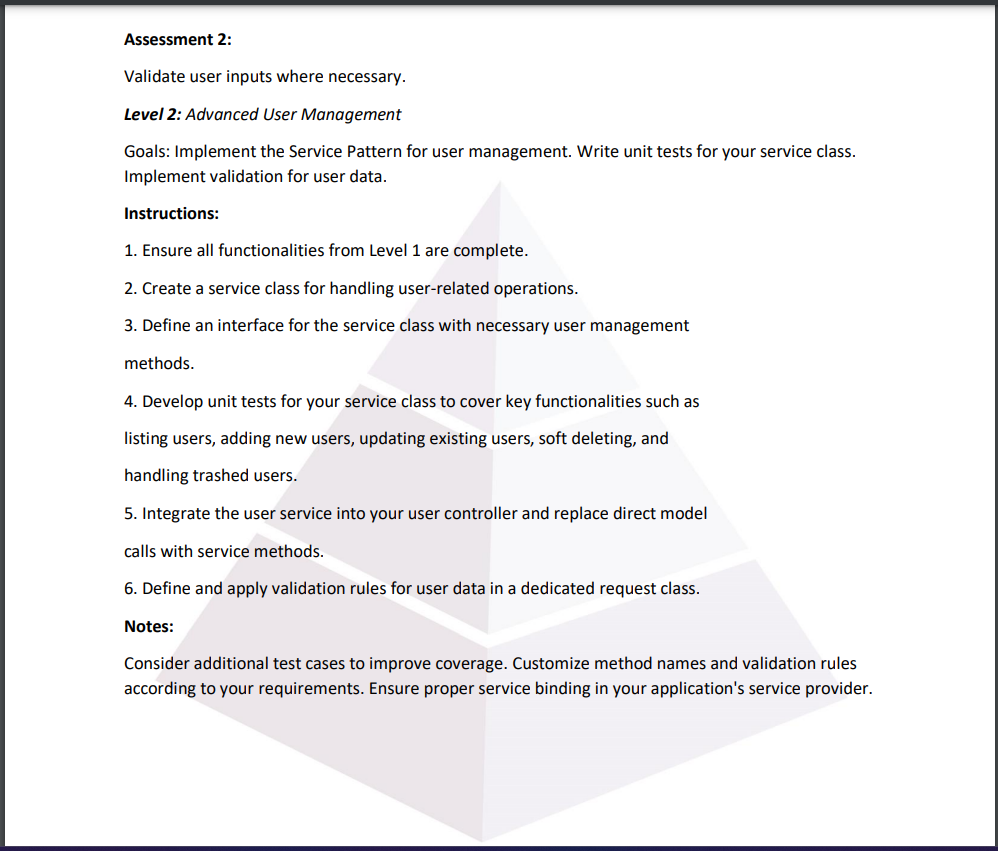 Assessment 2:
Validate user inputs where necessary.
Level 2: Advanced User Management
Goals: Implement the Service Pattern for user management. Write unit tests for your service class.
Implement validation for user data.
Instructions:
1. Ensure all functionalities from Level 1 are complete.
2. Create a service class for handling user-related operations.
3. Define an interface for the service class with necessary user management
methods.
4. Develop unit tests for your service class to cover key functionalities such as
listing users, adding new users, updating existing users, soft deleting, and
handling trashed users.
5. Integrate the user service into your user controller and replace direct model
calls with service methods.
6. Define and apply validation rules for user data in a dedicated request class.
Notes:
Consider additional test cases to improve coverage. Customize method names and validation rules
according to your requirements. Ensure proper service binding in your application's service provider.